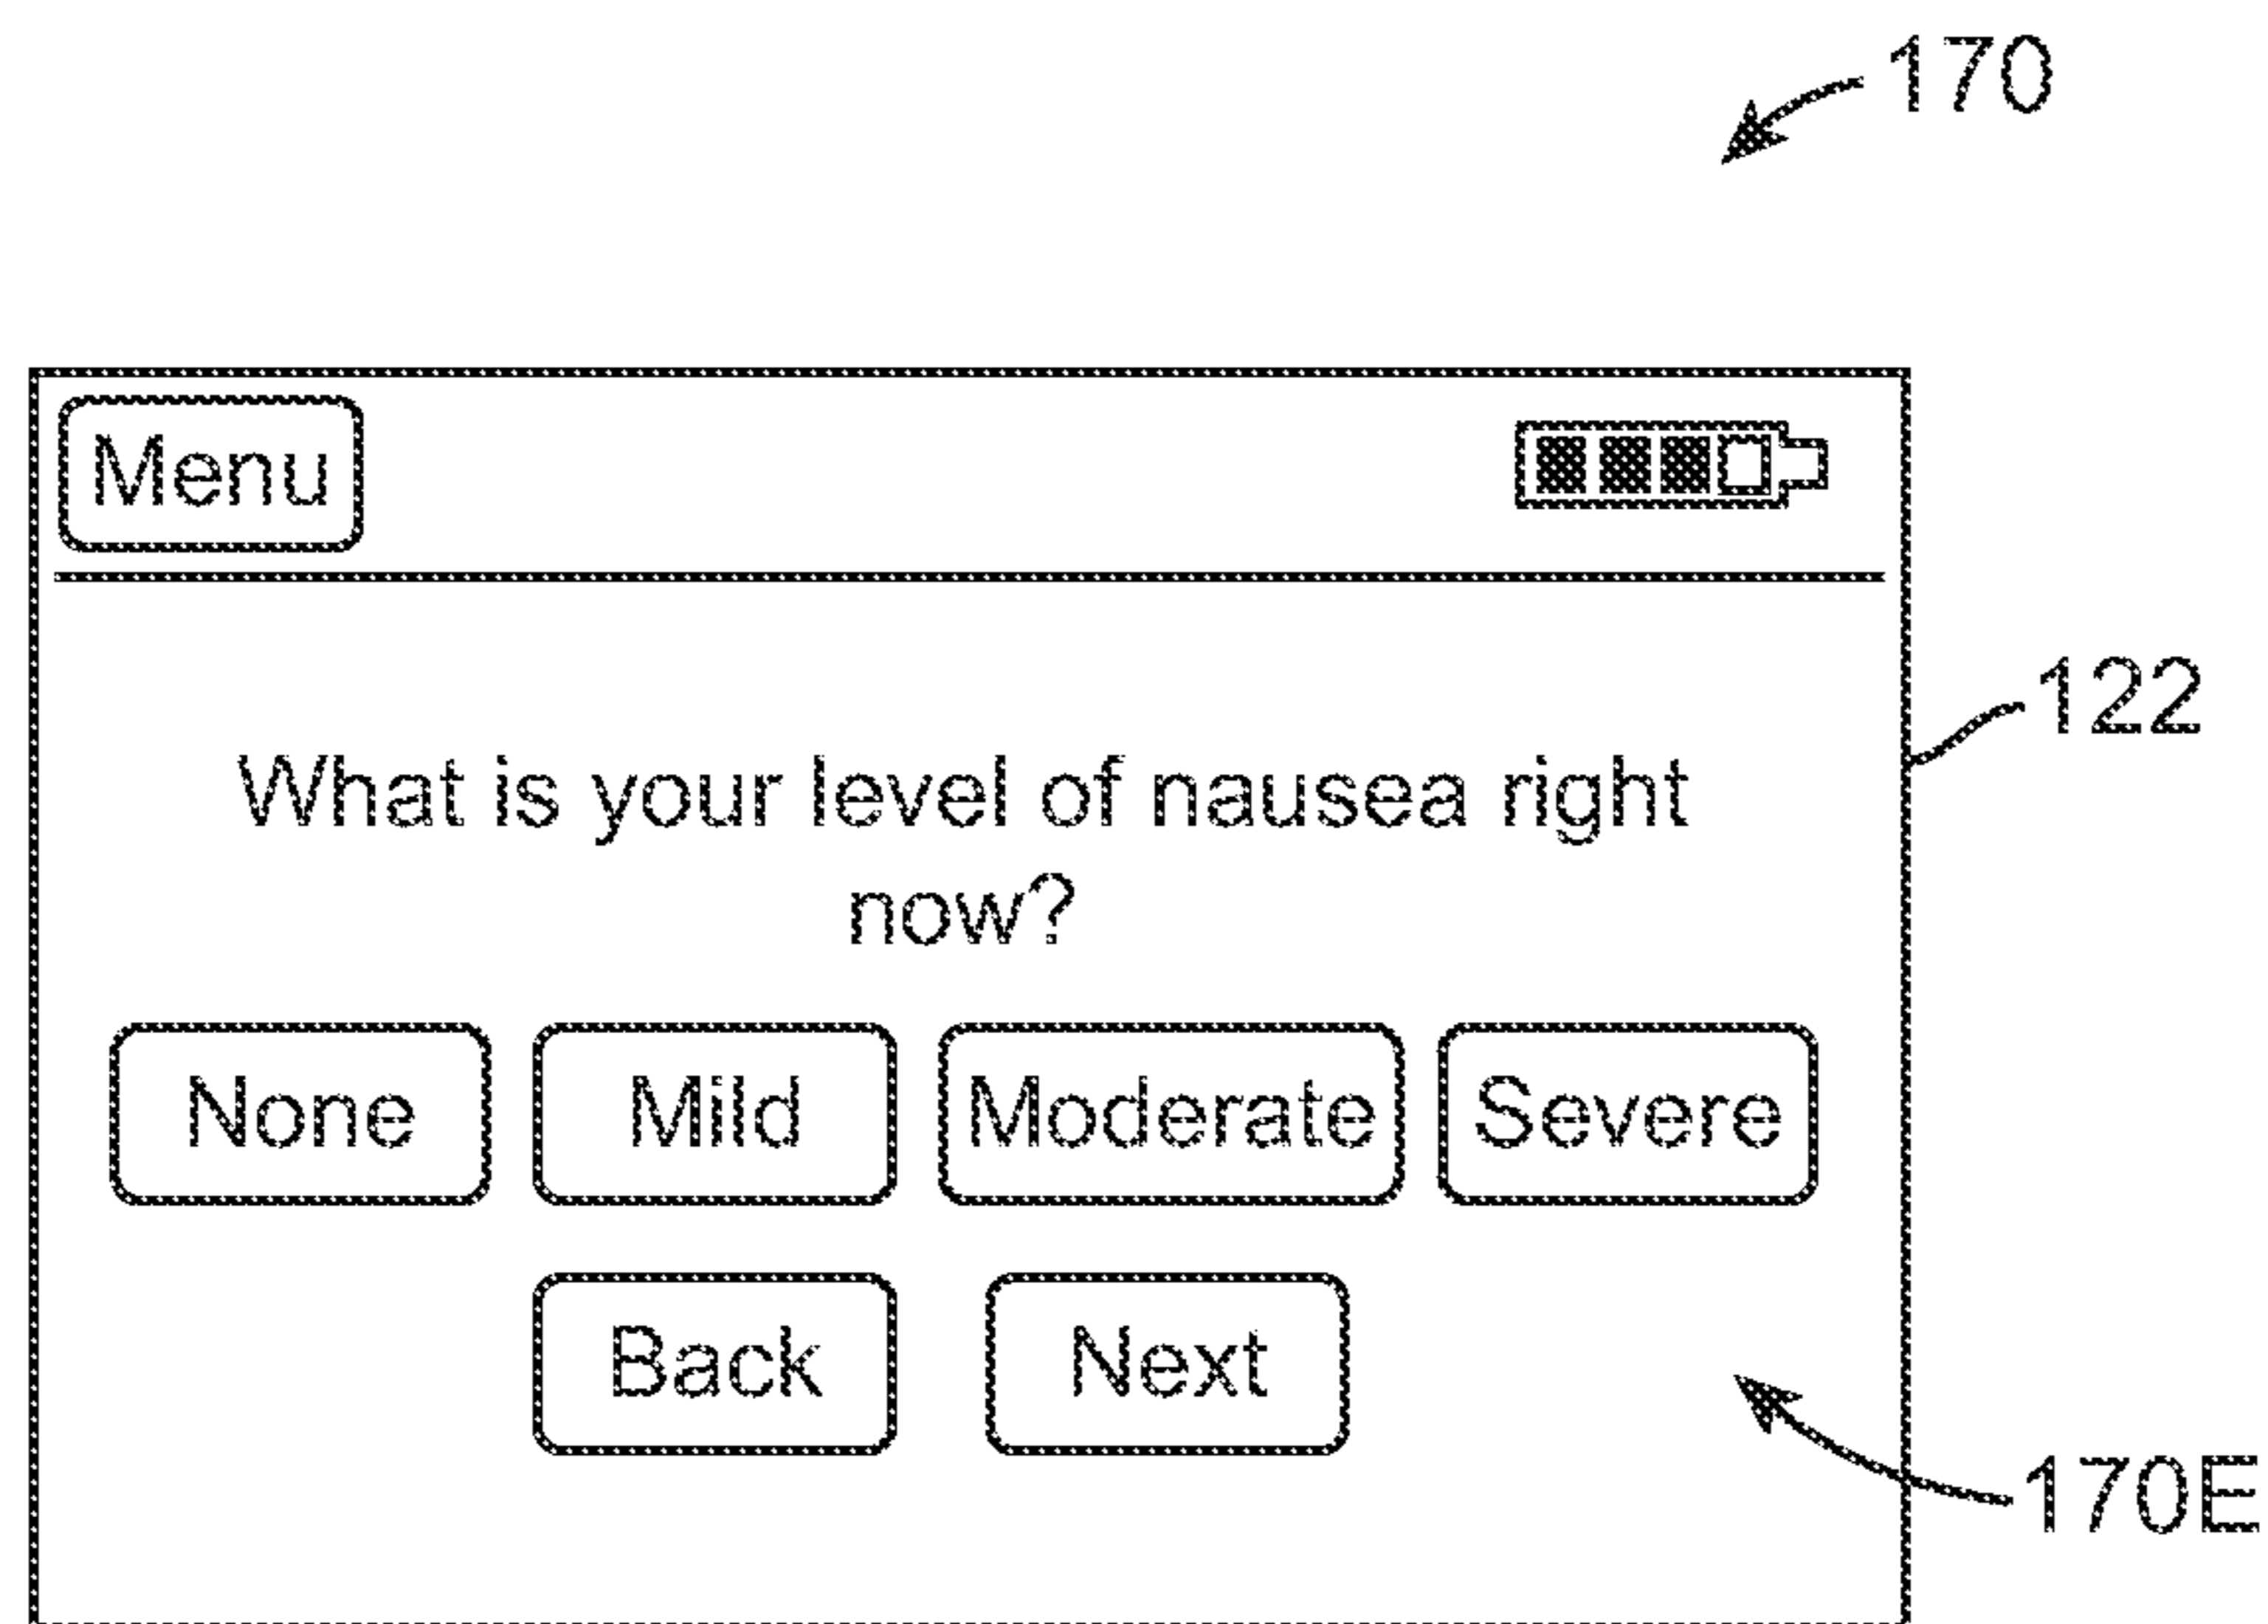 170
Menu
122
What is your level of nausea right
now?
None Mild Moderate Severe
Back Next
170E